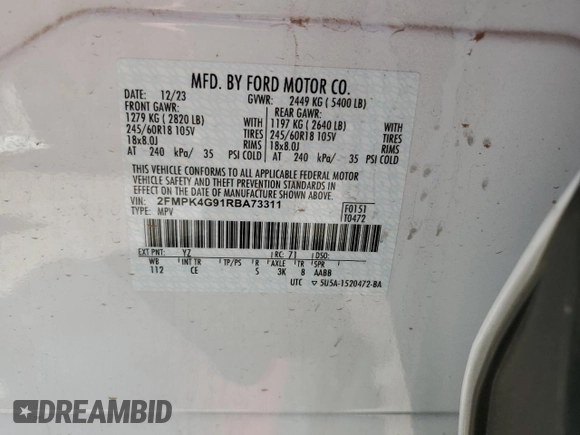 MFD. BY FORD MOTOR CO.
DATE: 12/23 GVWR: 2449 KG ( 5400 LB)
FRONT GAWR: REAR GAWR:
1279 KG ( 2820 LB) 1197 KG ( 2640 LB)
245/60R18 105V TIRES 245/60R18 105V
18x8.0J RIMS 18x8.0J
AT 240 kPa/ 35 PSI COLD AT 240 kPa/ 35 PSI COLD
WITH TIRES RIMS
THIS VEHICLE CONFORMS TO ALL APPLICABLE FEDERAL MOTOR
VEHICLE SAFETY AND THEFT PREVENTION STANDARDS IN
EFFECT ON THE DATE OF MANUFACTURE SHOWN ABOVE.
VIN: 2FMPK4G91RBA73311 F0151
TYPE: MPV T0472
EXT PNT: YZ RC: 71
WB INT TR TP/PS R AXLE TR SPR
112 CE S 3K 8 AABB
UTC ▽ 5U5A-1520472-BA
DREAMBID